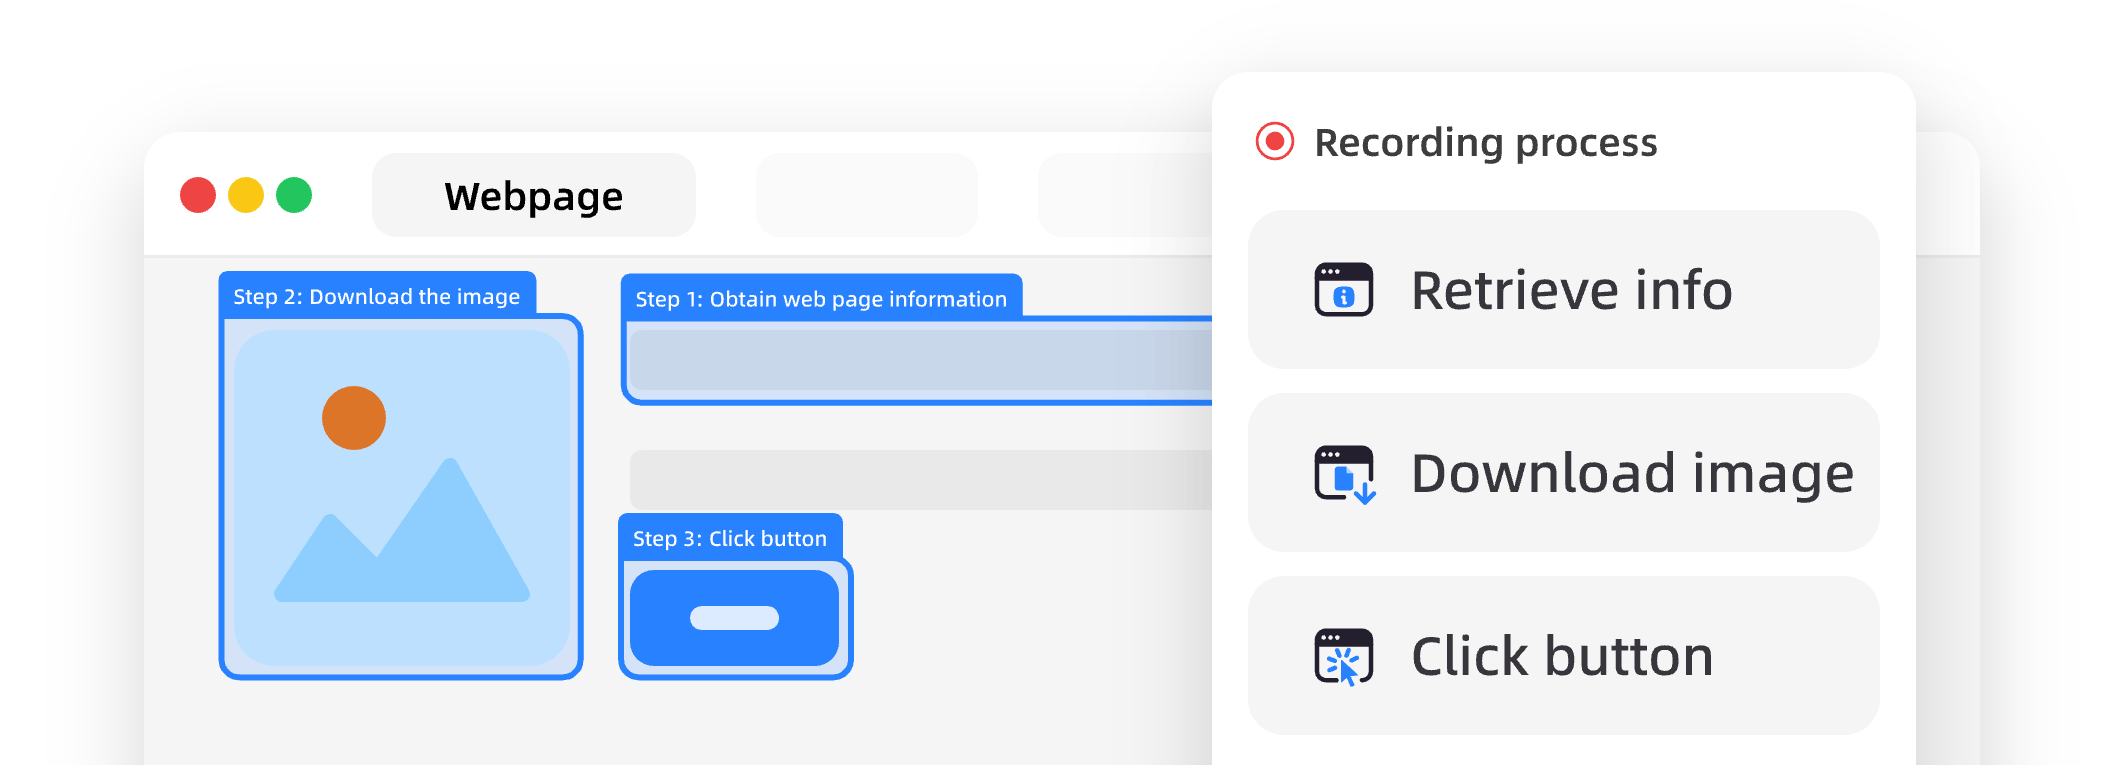 Webpage
Step 2: Download the image
Step 1: Obtain web page information
Step 3: Click button
Recording process
Retrieve info
Download image
Click button